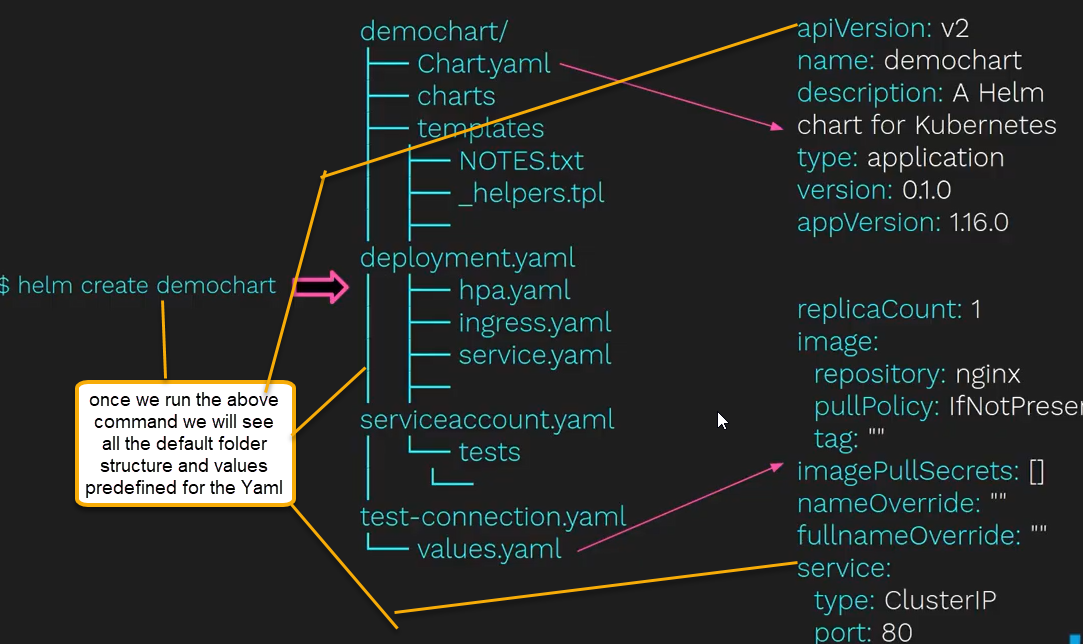 $ helm create demochart
once we run the above
command we will see
all the default folder
structure and values
predefined for the Yaml
demochart/
Chart.yaml
charts
templates
NOTES.txt
_helpers.tpl
deployment.yaml
hpa.yaml
ingress.yaml
service.yaml
serviceaccount.yaml
tests
test-connection.yaml
values.yaml
apiVersion: v2
name: demochart
description: A Helm
chart for Kubernetes
type: application
version: 0.1.0
appVersion: 1.16.0
replicaCount: 1
image:
repository: nginx
pullPolicy: IfNotPreser
tag: ""
imagePullSecrets: []
nameOverride: ""
fullnameOverride: ""
service:
type: ClusterIP
port: 80